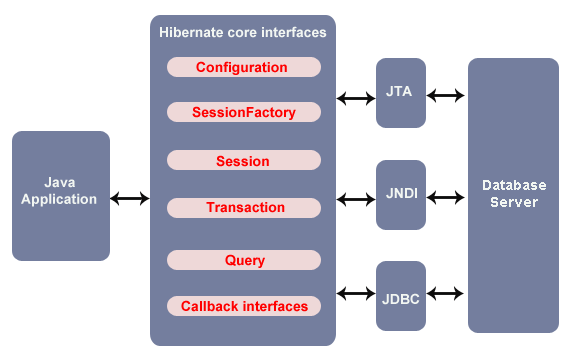 Hibernate core interfaces
Configuration
SessionFactory
Session
Transaction
Query
Callback interfaces
Java
Application
JTA
JNDI
JDBC
Database
Server